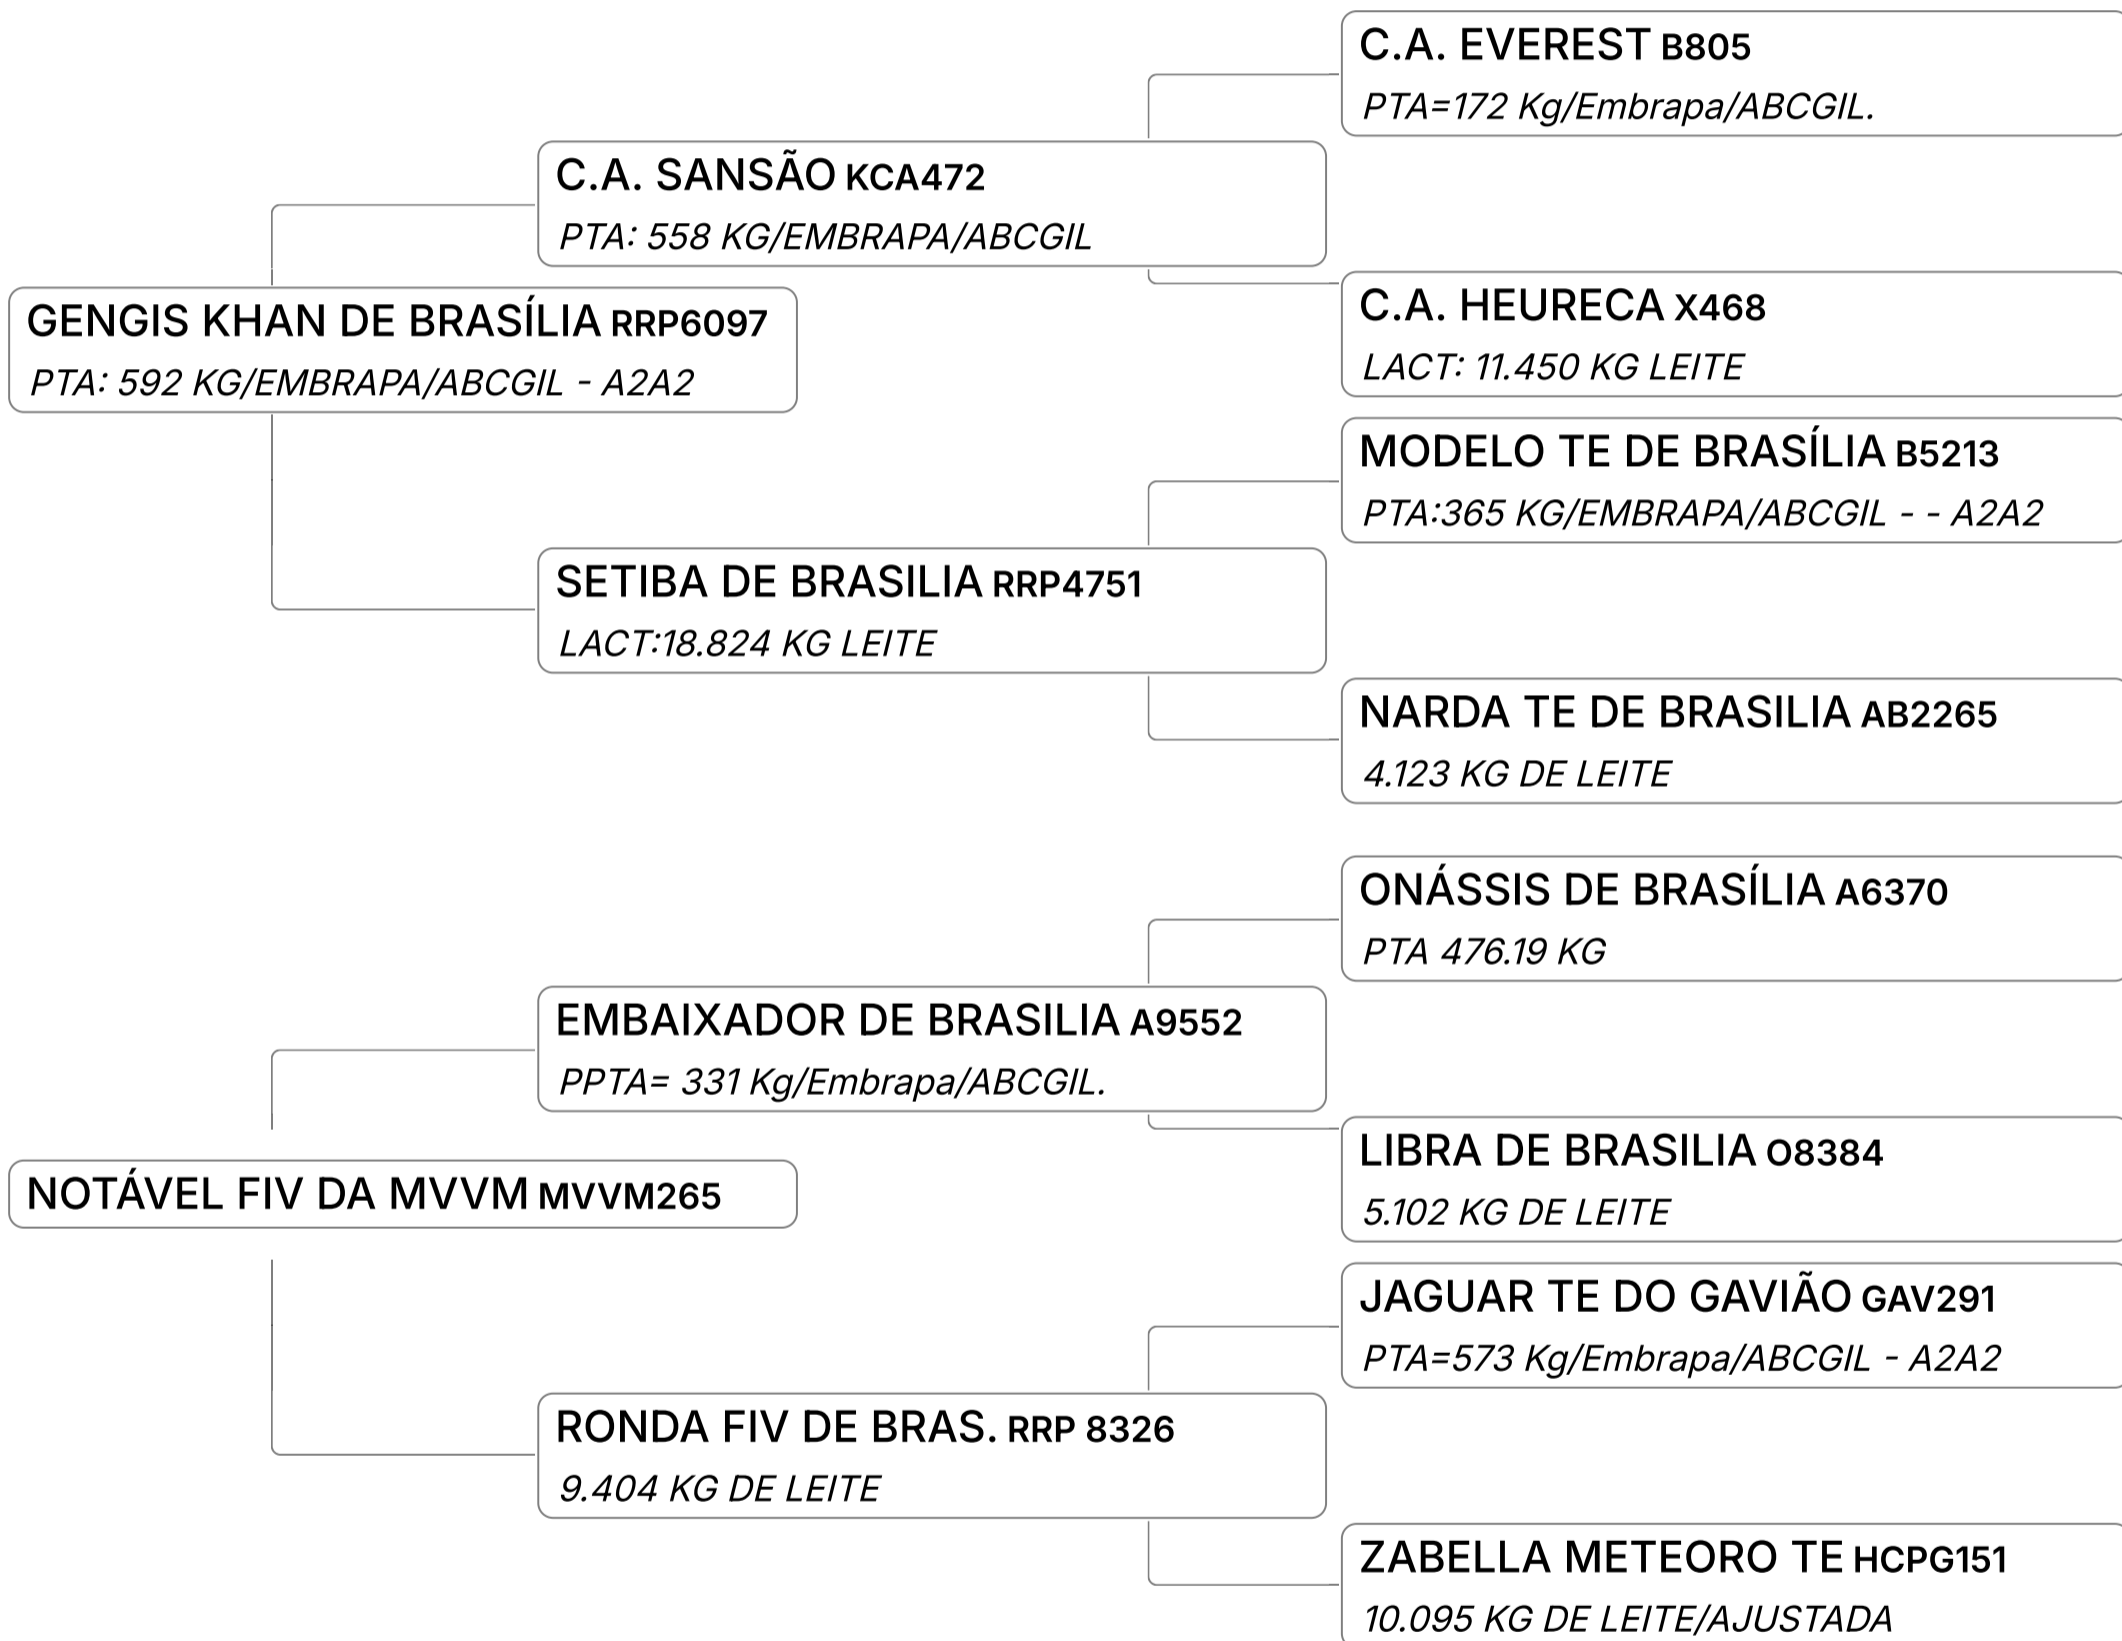 C.A. EVEREST B805
PTA=172 Kg/Embrapa/ABCGIL.
C.A. SANSÃO KCA472
PTA: 558 KG/EMBRAPA/ABCGIL
C.A. HEURECA X468
LACT: 11.450 KG LEITE
GENGIS KHAN DE BRASÍLIA RRP6097
PTA: 592 KG/EMBRAPA/ABCGIL - A2A2
MODELO TE DE BRASÍLIA B5213
PTA:365 KG/EMBRAPA/ABCGIL - - A2A2
SETIBA DE BRASILIA RRP4751
LACT:18.824 KG LEITE
NARDA TE DE BRASILIA AB2265
4.123 KG DE LEITE
ONÁSSIS DE BRASÍLIA A6370
PTA 476.19 KG
EMBAIXADOR DE BRASILIA A9552
PPTA= 331 Kg/Embrapa/ABCGIL.
LIBRA DE BRASILIA O8384
5.102 KG DE LEITE
NOTÁVEL FIV DA MVVM MVVM265
JAGUAR TE DO GAVIÃO GAV291
PTA=573 Kg/Embrapa/ABCGIL - A2A2
RONDA FIV DE BRAS. RRP 8326
9.404 KG DE LEITE
ZABELLA METEORO TE HCPG151
10.095 KG DE LEITE/AJUSTADA